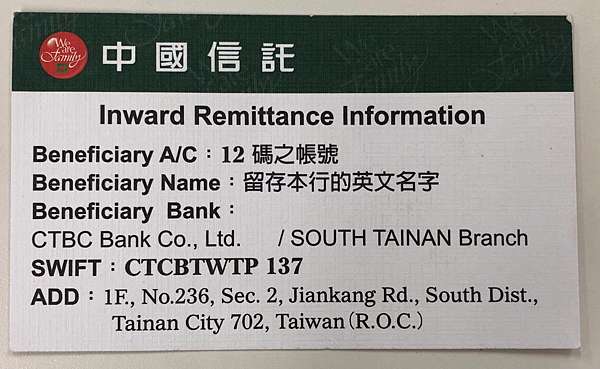 We are Family
中國信託
Inward Remittance Information
Beneficiary A/C：12 碼之帳號
Beneficiary Name：留存本行的英文名字
Beneficiary Bank：
CTBC Bank Co., Ltd. / SOUTH TAINAN Branch
SWIFT：CTCBTWTP 137
ADD：1F., No.236, Sec. 2, Jiankang Rd., South Dist.,
Tainan City 702, Taiwan（R.O.C.）